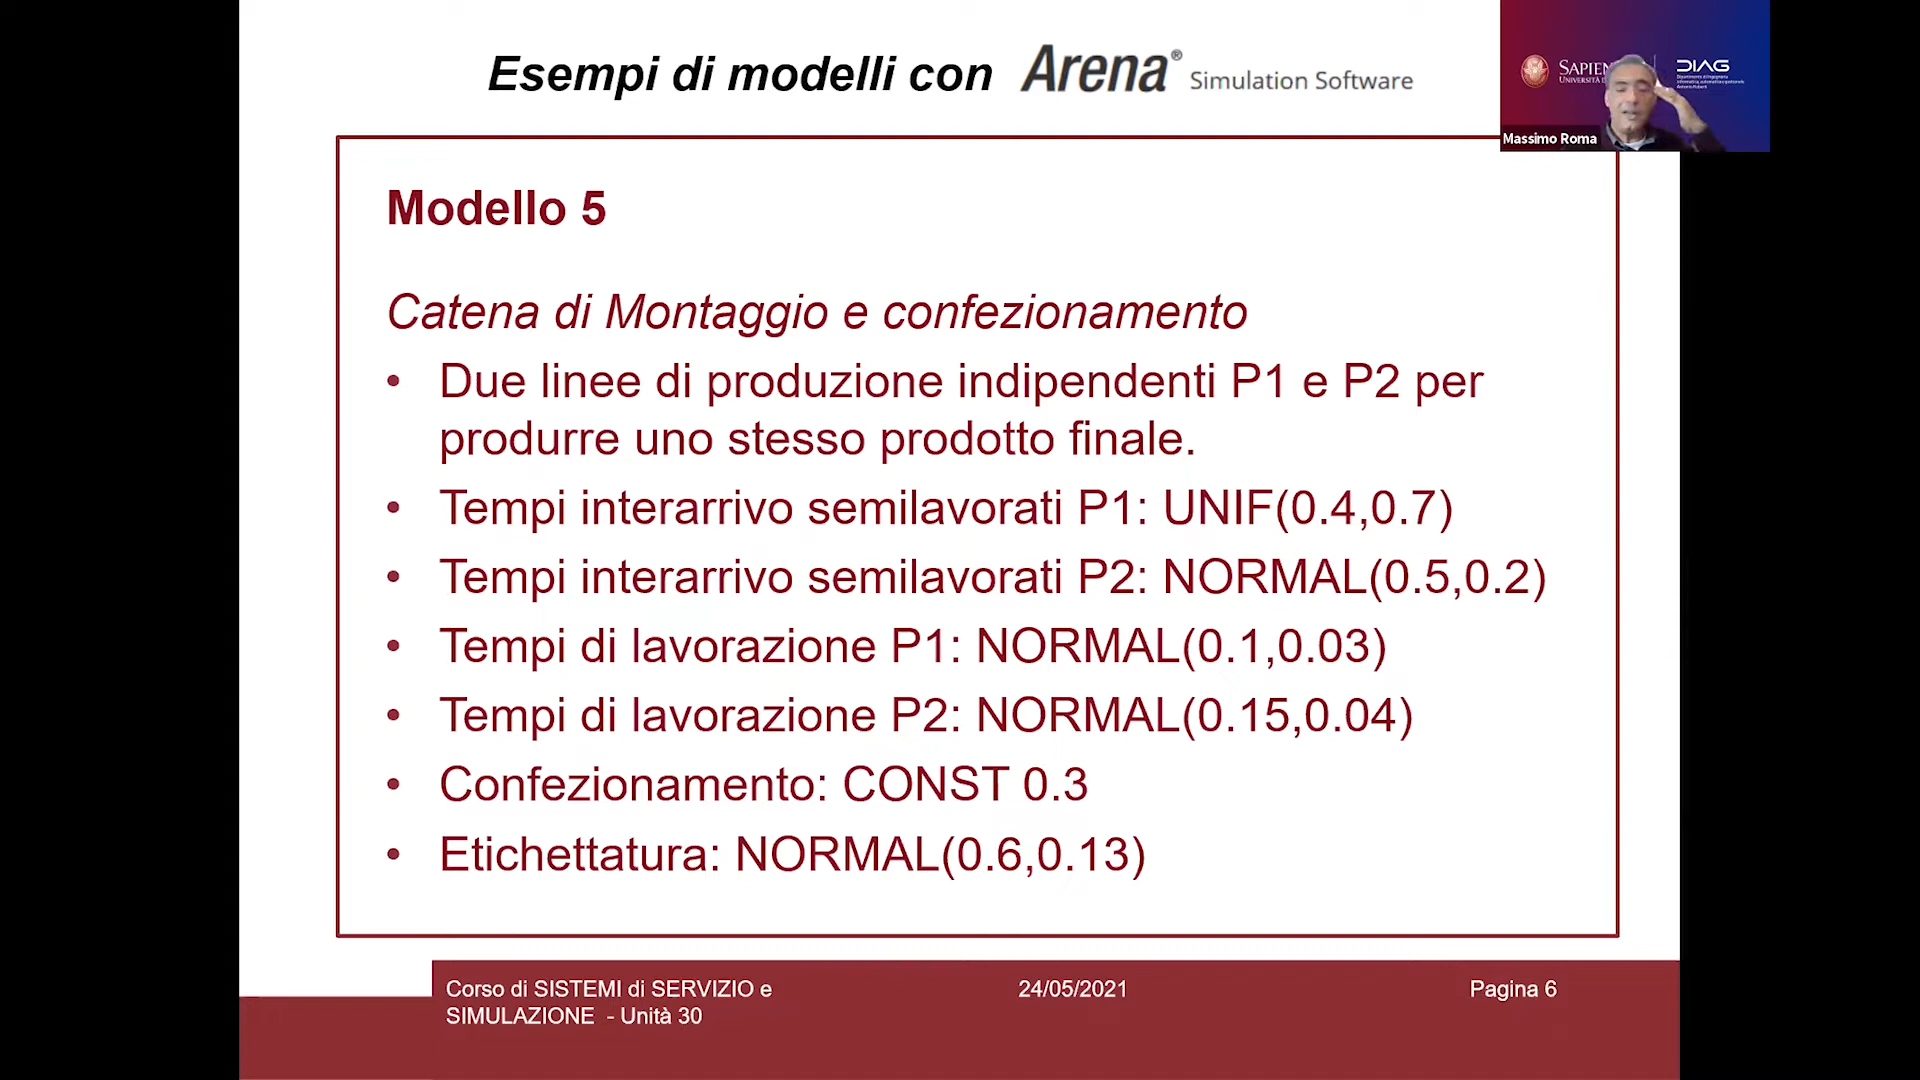 Esempi di modelli con Arena® Simulation Software
DIAG
Massimo Roma
Modello 5
Catena di Montaggio e confezionamento
• Due linee di produzione indipendenti P1 e P2 per
produrre uno stesso prodotto finale.
• Tempi interarrivo semilavorati P1: UNIF(0.4,0.7)
• Tempi interarrivo semilavorati P2: NORMAL(0.5,0.2)
• Tempi di lavorazione P1: NORMAL(0.1,0.03)
• Tempi di lavorazione P2: NORMAL(0.15,0.04)
• Confezionamento: CONST 0.3
• Etichettatura: NORMAL(0.6,0.13)
Corso di SISTEMI di SERVIZIO e
SIMULAZIONE - Unità 30
24/05/2021
Pagina 6